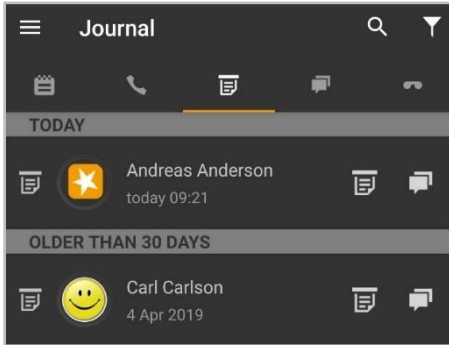 Journal
TODAY
Andreas Anderson
today 09:21
OLDER THAN 30 DAYS
Carl Carlson
4 Apr 2019